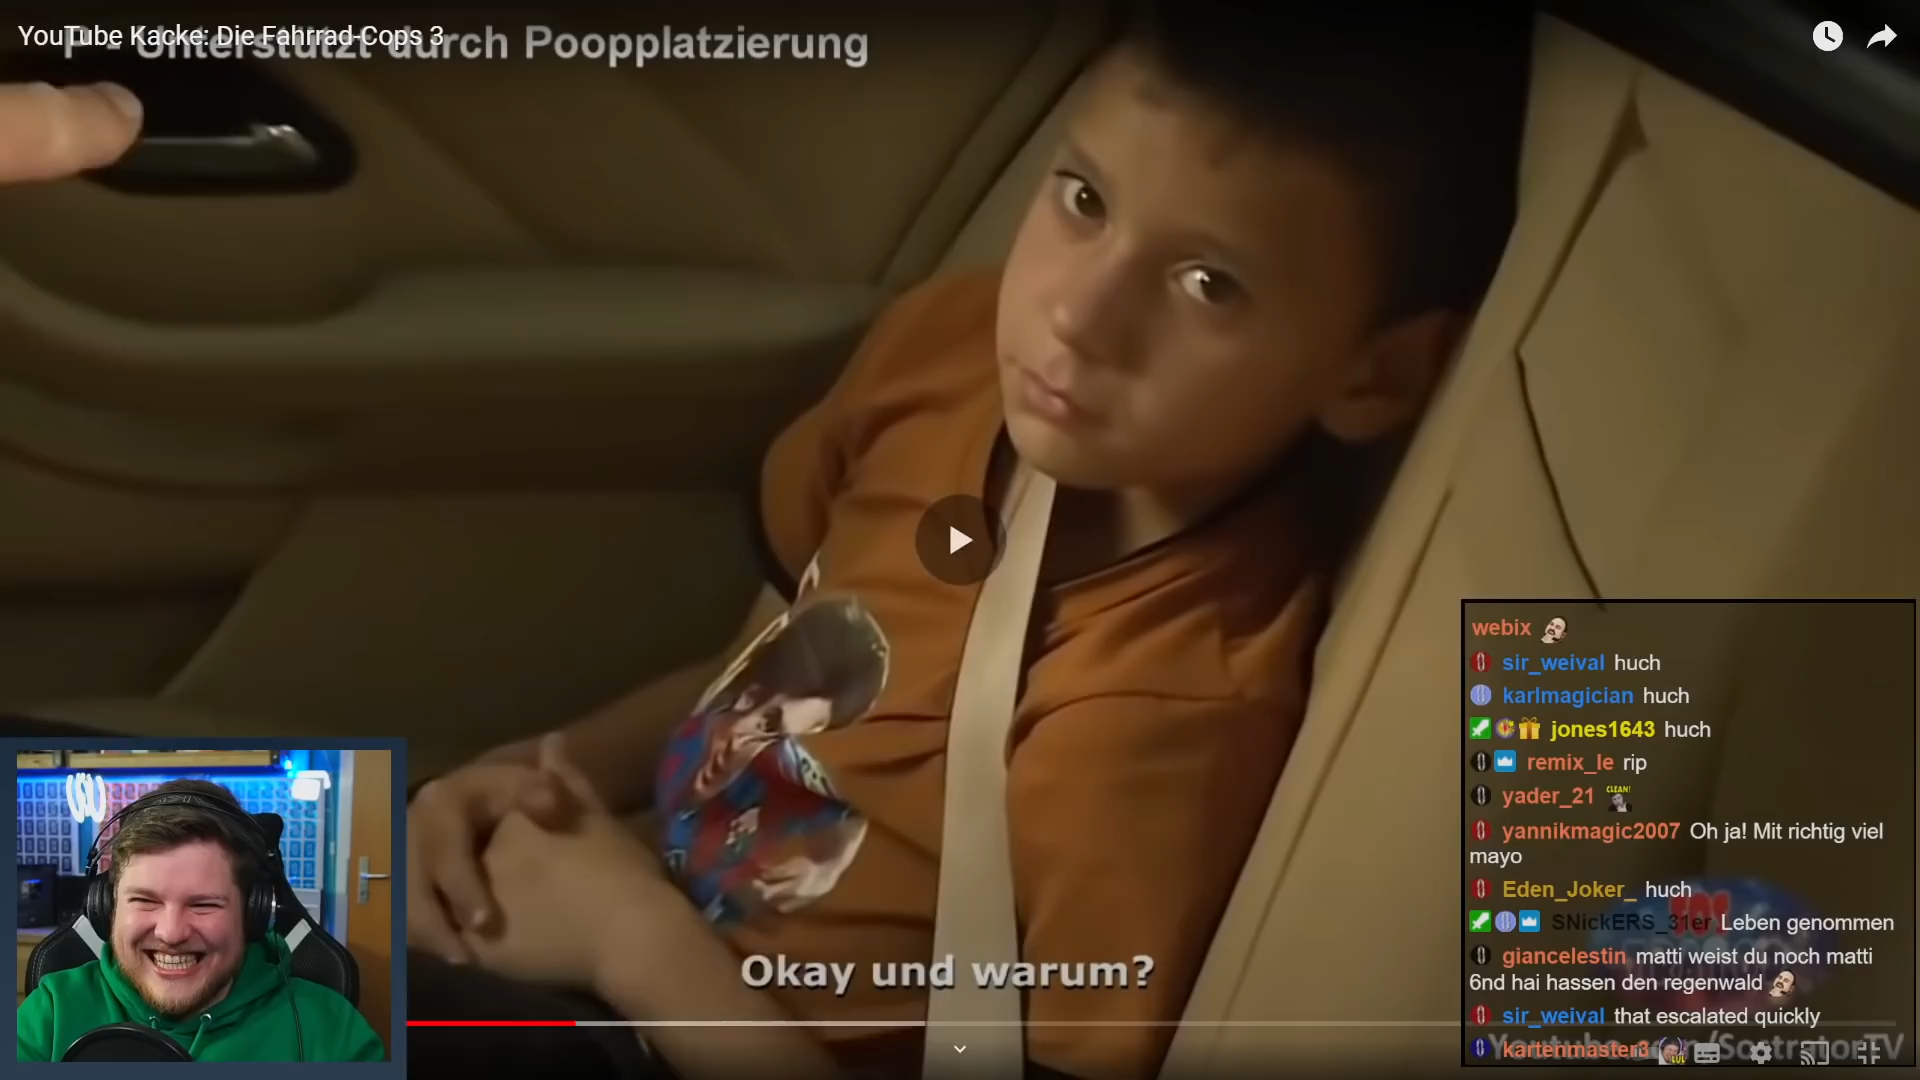 YouTube Kacke: Die Fahrrad-Cops 3
P - Unterstützt durch Poopplatzierung
webix
sir_weival huch
karlmagician huch
jones1643 huch
remix_le rip
yader_21 CLEAN!
yannikmagic2007 Oh ja! Mit richtig viel
mayo
Eden_Joker_ huch
SNickERS_31er Leben genommen
giancelestin matti weist du noch matti
6nd hai hassen den regenwald
sir_weival that escalated quickly
kartenmaster3 LUL
Okay und warum?